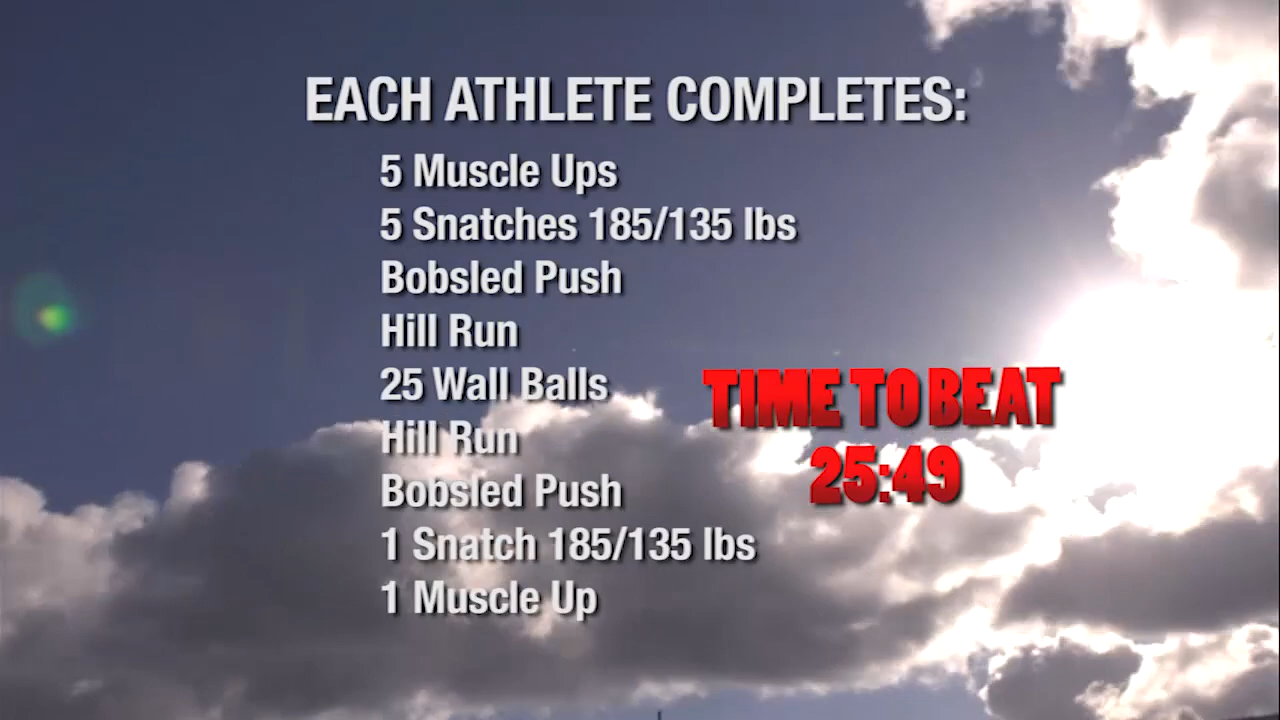 EACH ATHLETE COMPLETES:
5 Muscle Ups
5 Snatches 185/135 lbs
Bobsled Push
Hill Run
25 Wall Balls
Hill Run
Bobsled Push
1 Snatch 185/135 lbs
1 Muscle Up
TIME TO BEAT
25:49